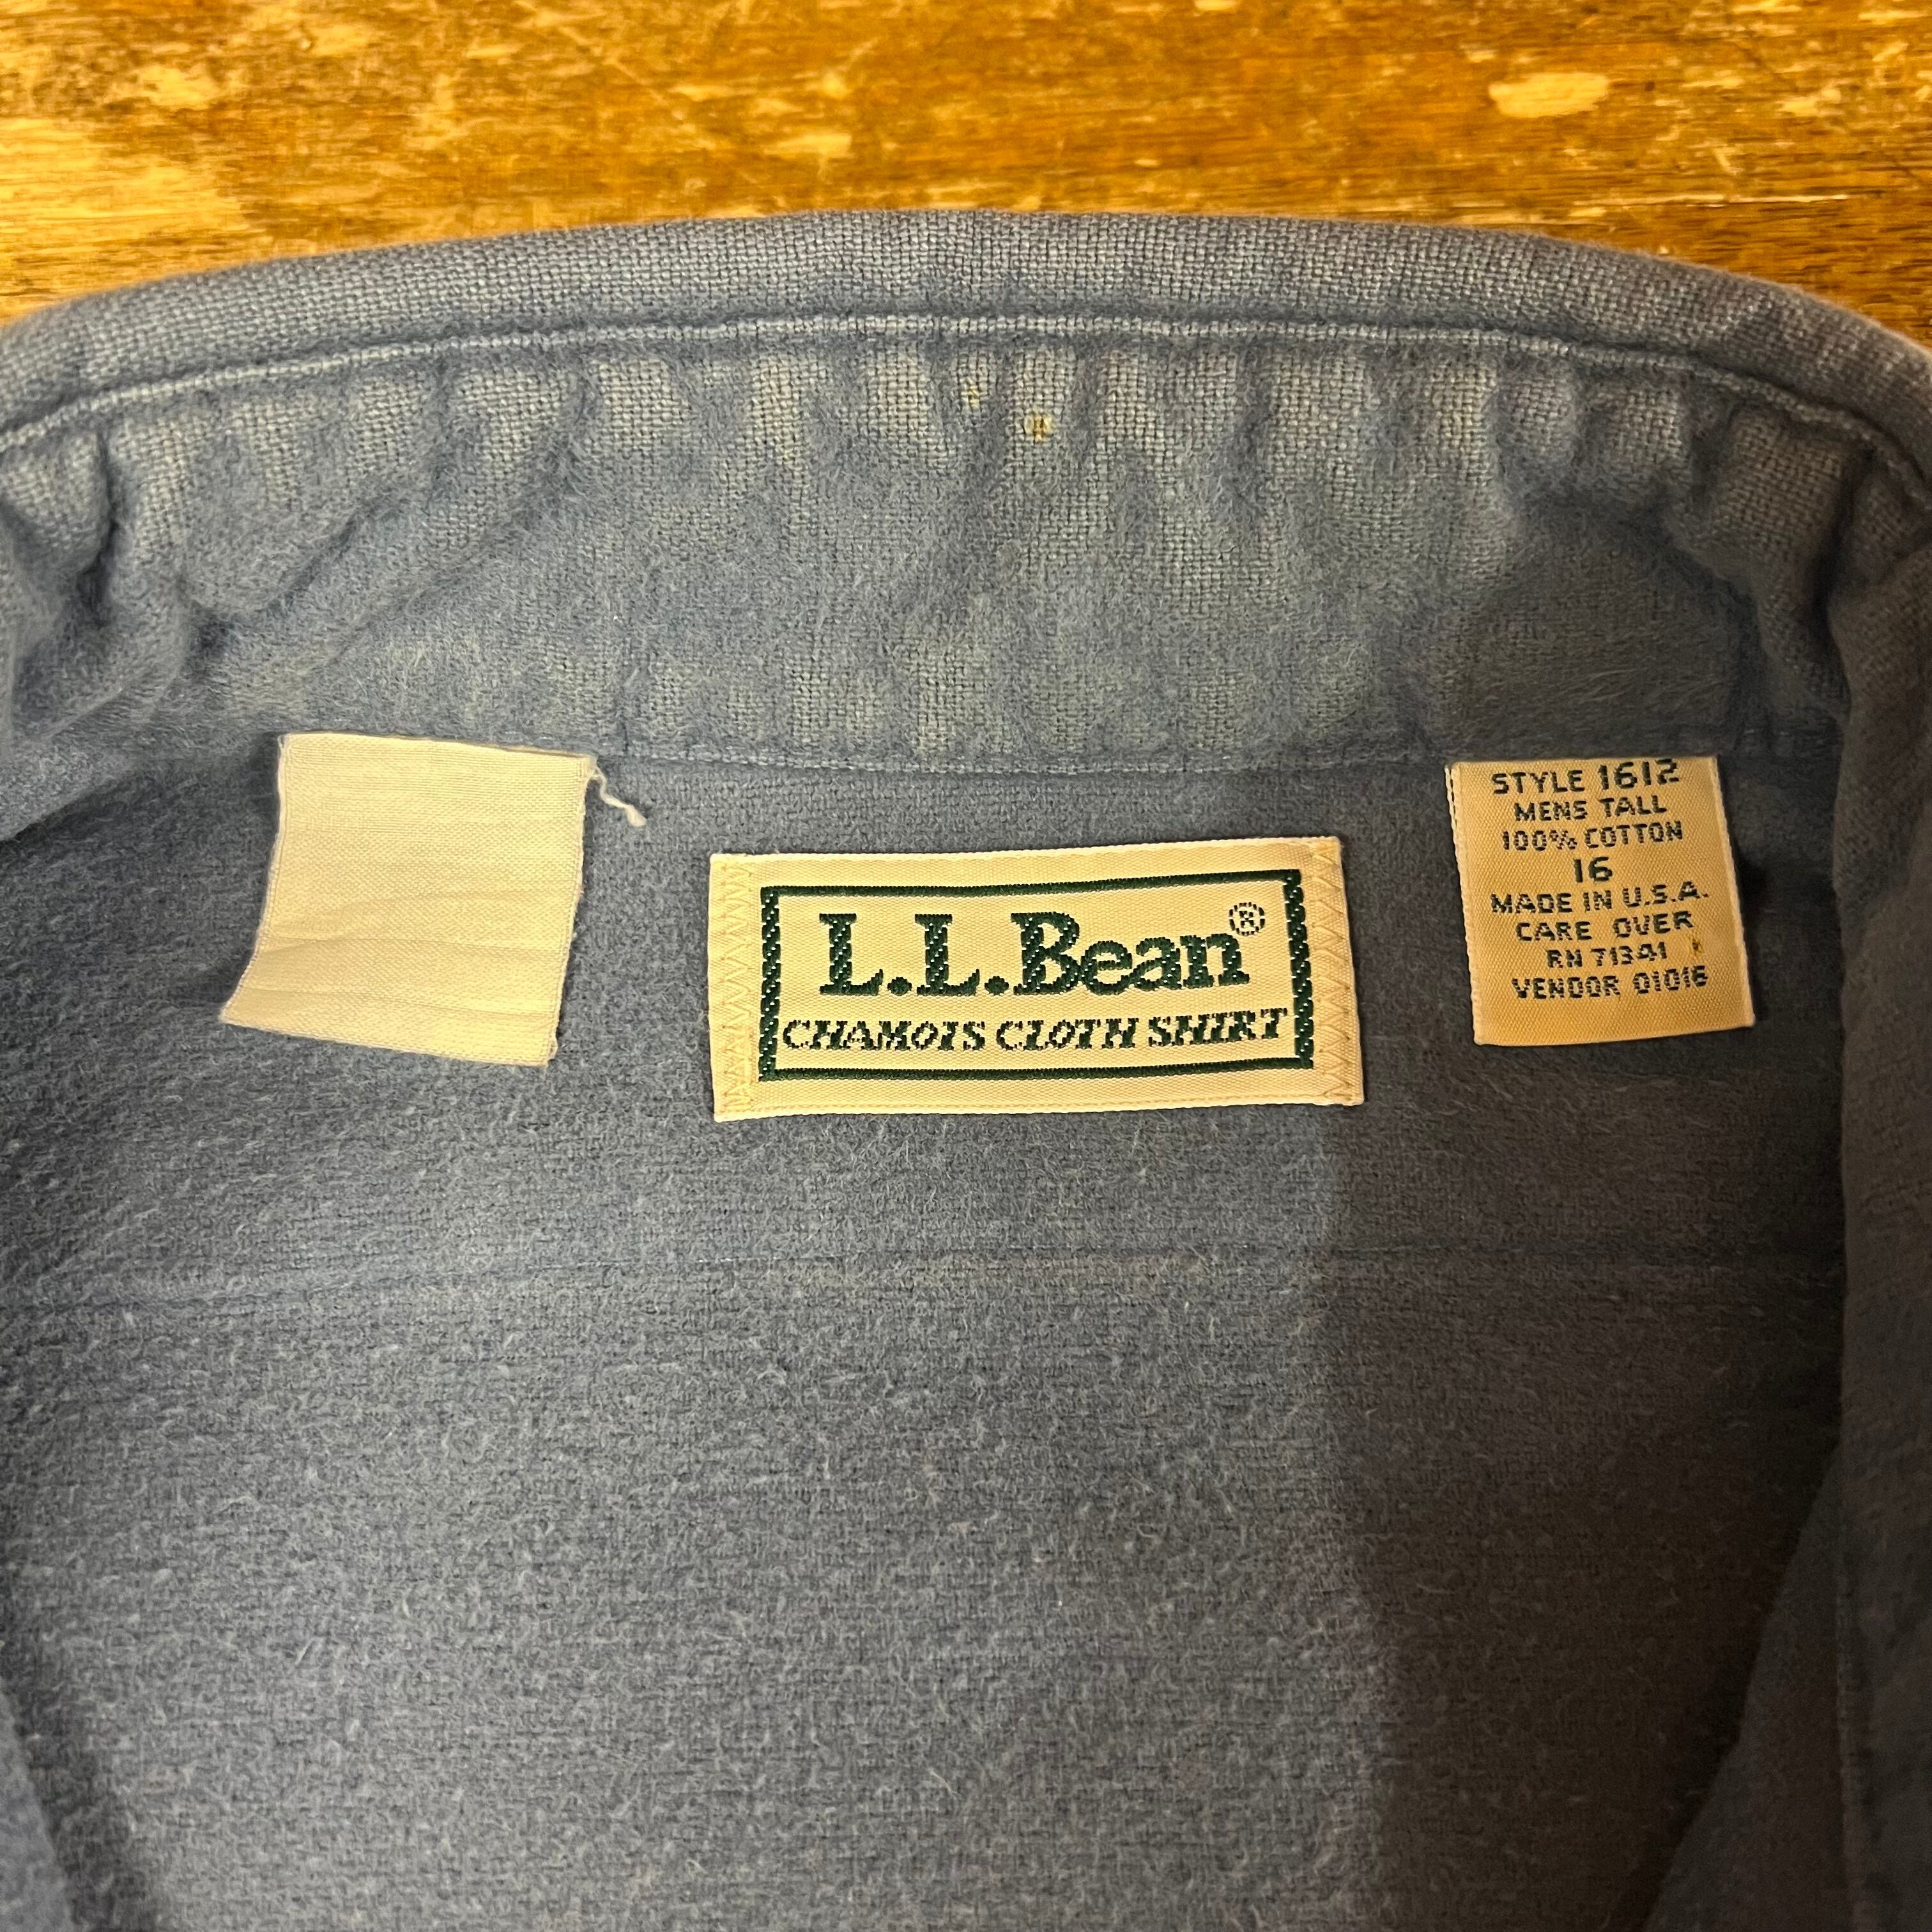 L.L.Bean®
CHAMOIS CLOTH SHIRT
STYLE 1612
MENS TALL
100% COTTON
16
MADE IN U.S.A.
CARE OVER
RN 71341
VENDOR 01016